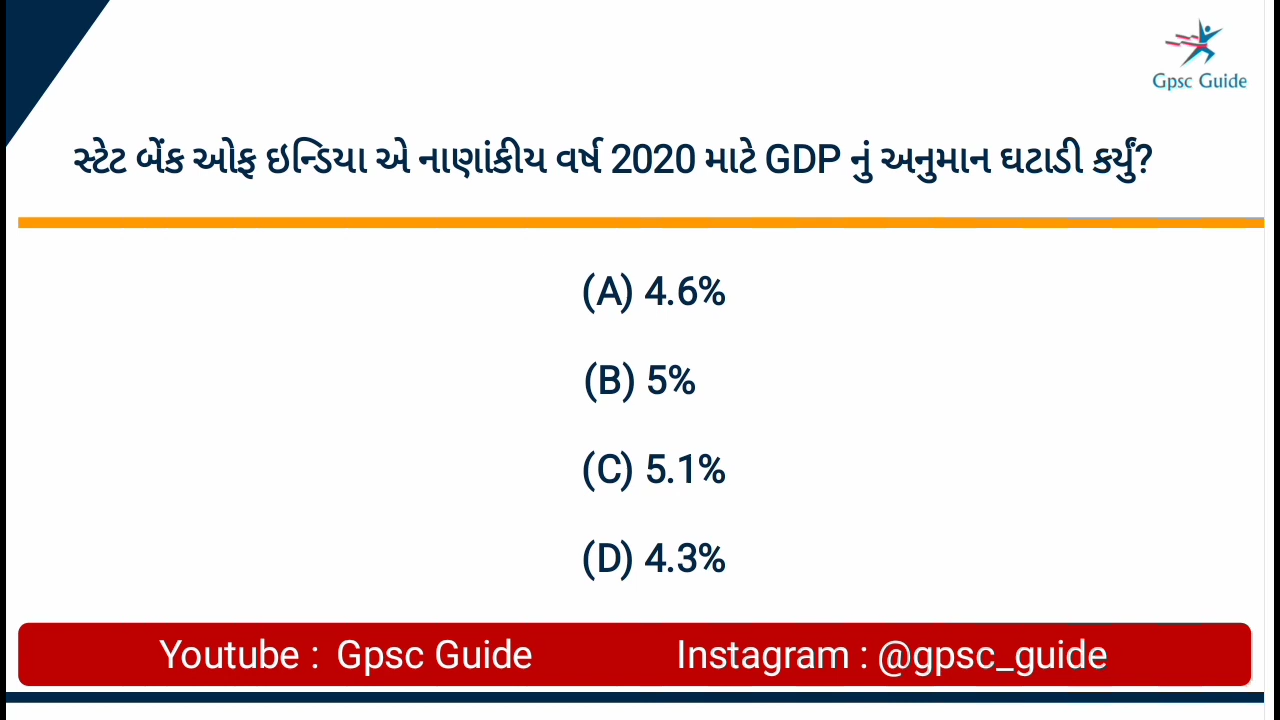 Gpsc Guide
સ્ટેટ બેંક ઓફ ઇન્ડિયા એ નાણાંકીય વર્ષ 2020 માટે GDP નું અનુમાન ઘટાડી કર્યું?
(A) 4.6%
(B) 5%
(C) 5.1%
(D) 4.3%
Youtube : Gpsc Guide Instagram : @gpsc_guide